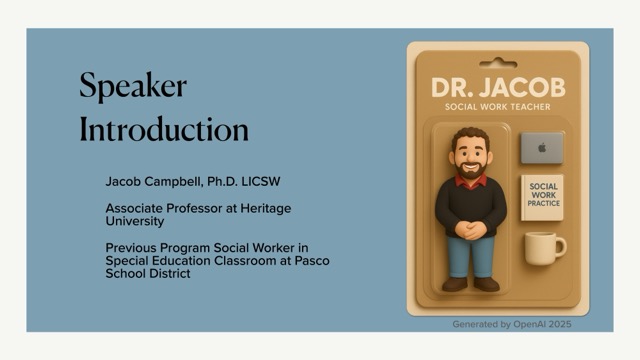 Speaker
Introduction
Jacob Campbell, Ph.D. LICSW
Associate Professor at Heritage
University
Previous Program Social Worker in
Special Education Classroom at Pasco
School District
DR. JACOB
SOCIAL WORK TEACHER
SOCIAL
WORK
PRACTICE
Generated by OpenAI 2025